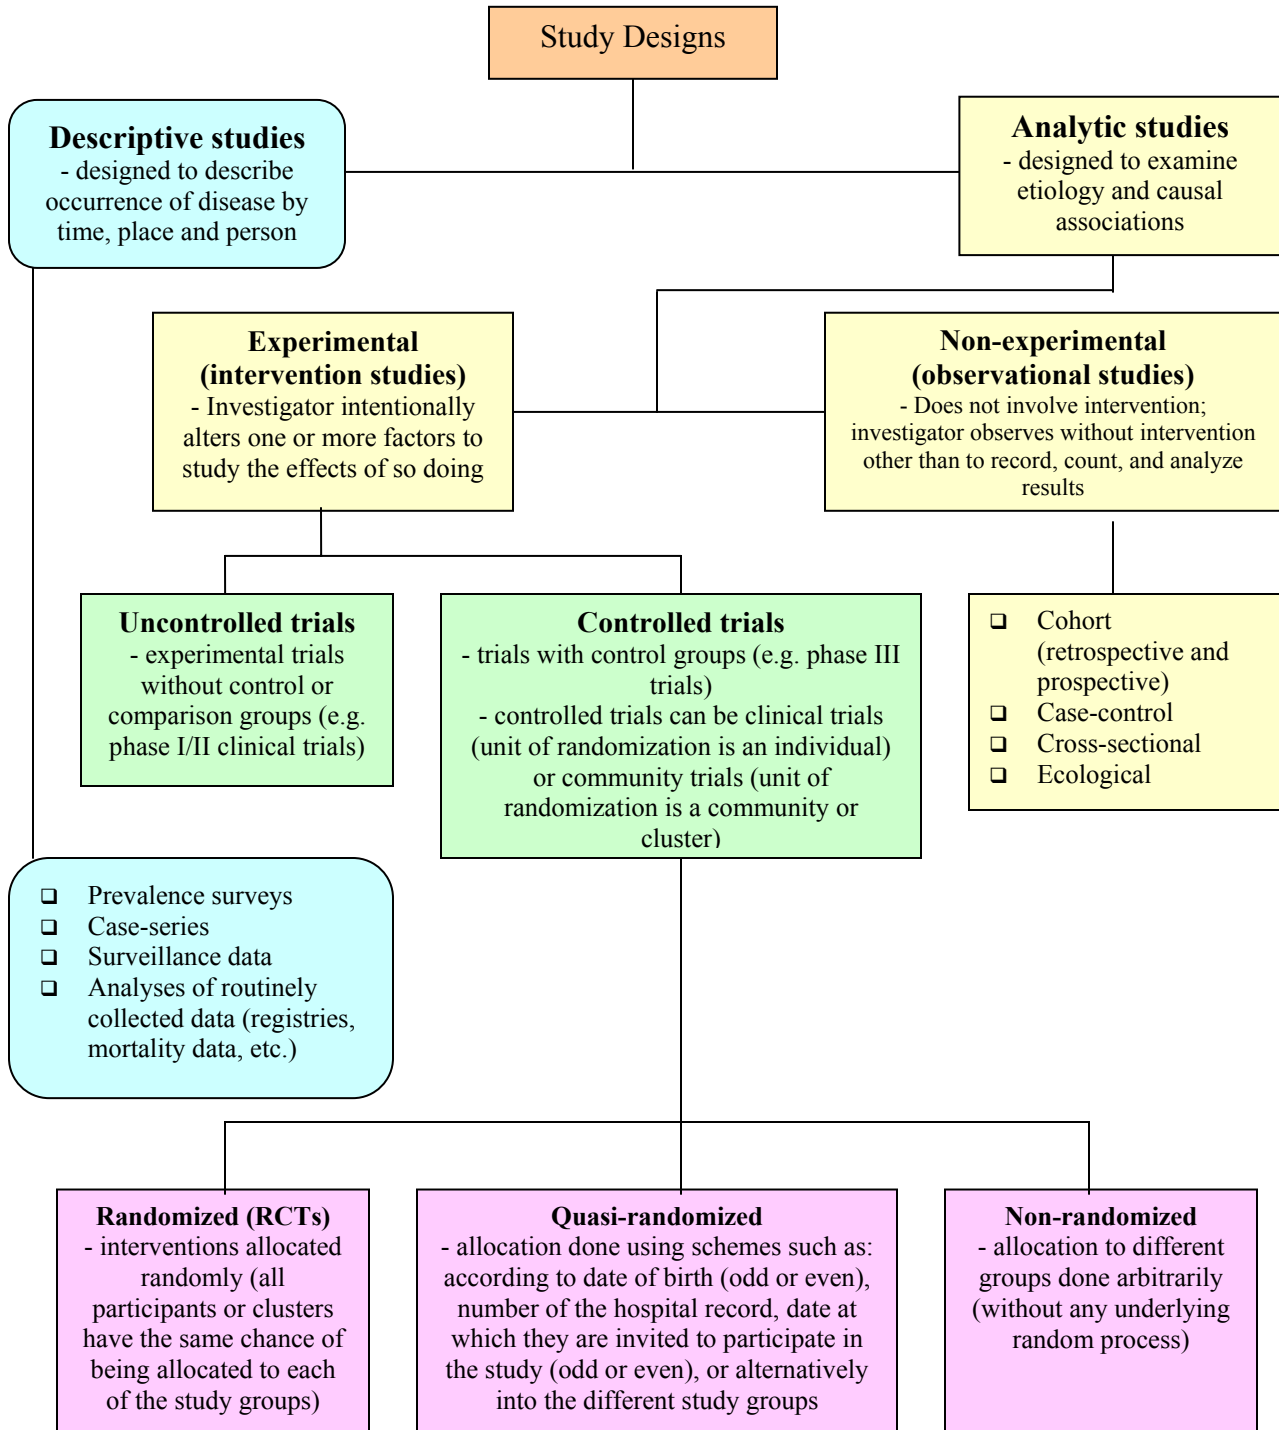 Study Designs
Descriptive studies
- designed to describe
occurrence of disease by
time, place and person
Analytic studies
- designed to examine
etiology and causal
associations
Experimental
(intervention studies)
- Investigator intentionally
alters one or more factors to
study the effects of so doing
Non-experimental
(observational studies)
- Does not involve intervention;
investigator observes without intervention
other than to record, count, and analyze
results
Uncontrolled trials
- experimental trials
without control or
comparison groups (e.g.
phase I/II clinical trials)
Controlled trials
- trials with control groups (e.g. phase III
trials)
- controlled trials can be clinical trials
(unit of randomization is an individual)
or community trials (unit of
randomization is a community or
cluster)
❑ Cohort
(retrospective and
prospective)
❑ Case-control
❑ Cross-sectional
❑ Ecological
❑ Prevalence surveys
❑ Case-series
❑ Surveillance data
❑ Analyses of routinely
collected data (registries,
mortality data, etc.)
Randomized (RCTs)
- interventions allocated
randomly (all
participants or clusters
have the same chance of
being allocated to each
of the study groups)
Quasi-randomized
- allocation done using schemes such as:
according to date of birth (odd or even),
number of the hospital record, date at
which they are invited to participate in
the study (odd or even), or alternatively
into the different study groups
Non-randomized
- allocation to different
groups done arbitrarily
(without any underlying
random process)